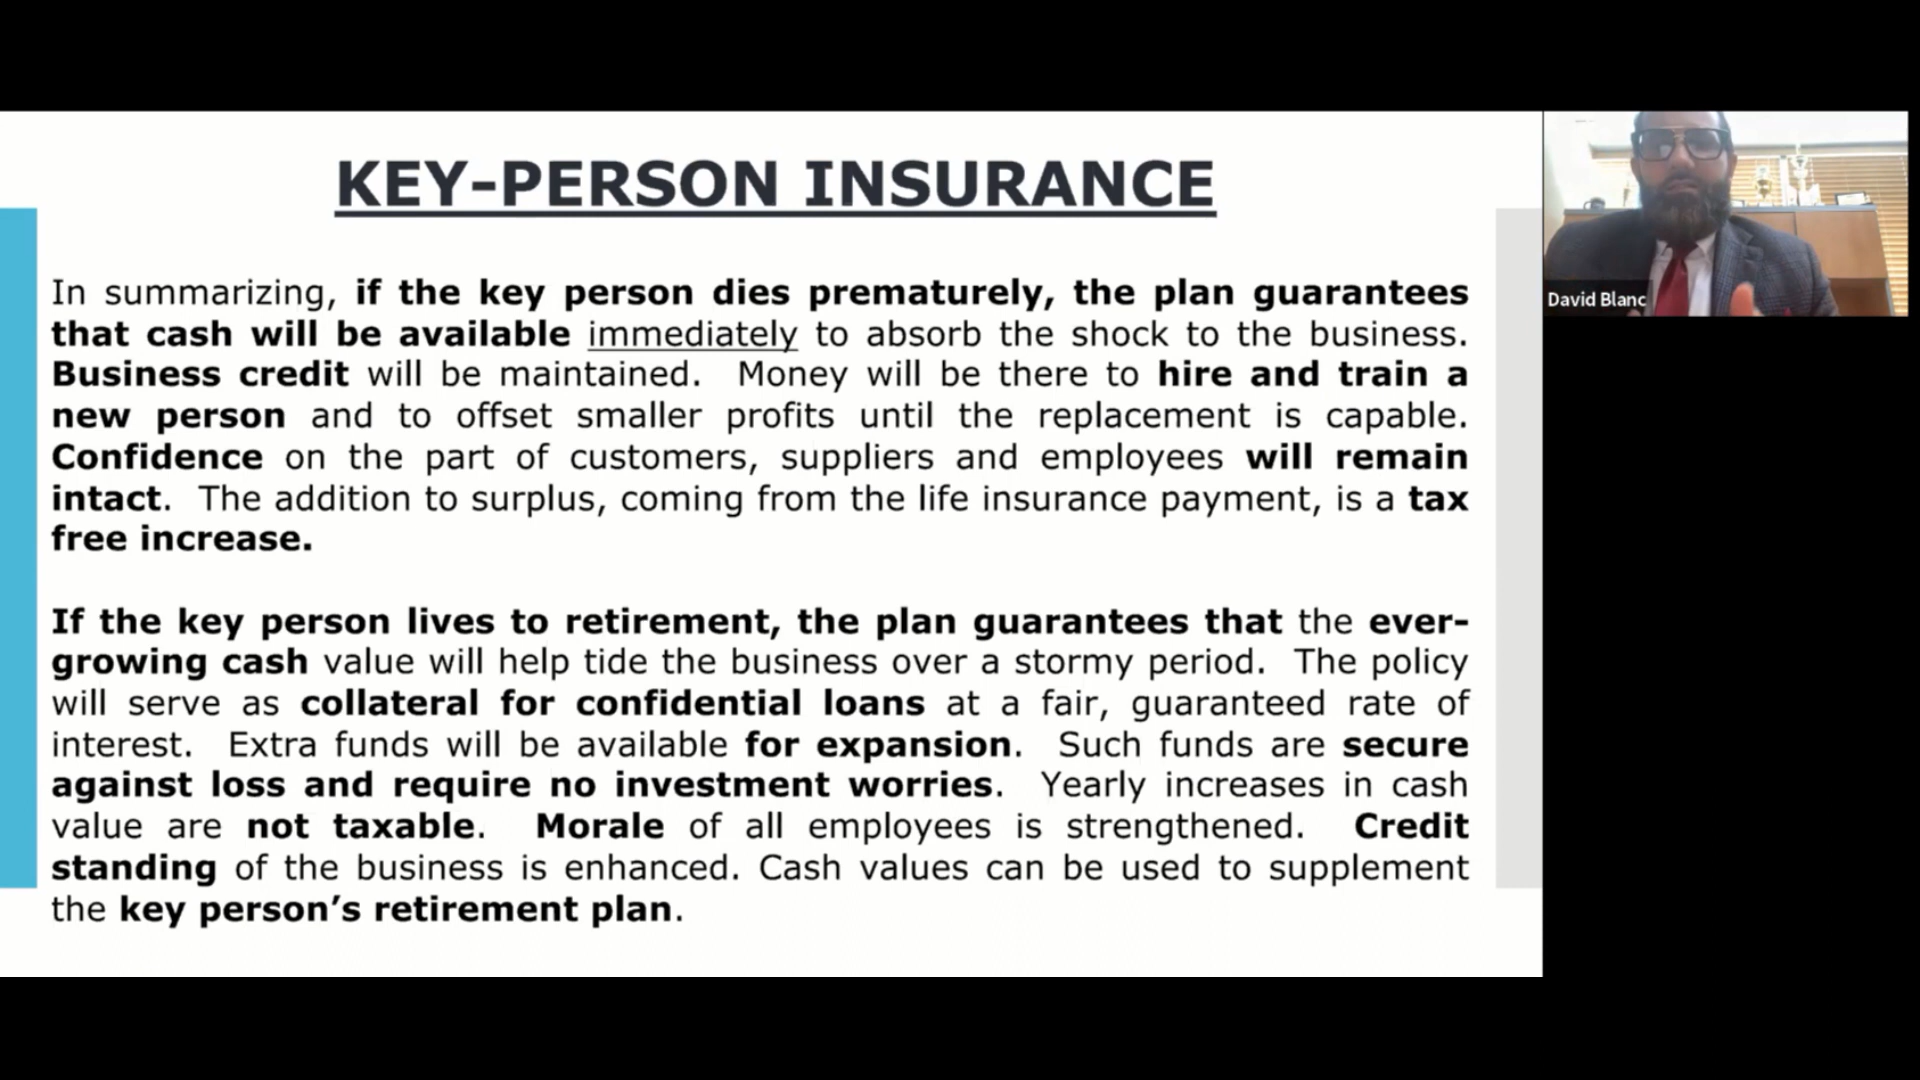 KEY-PERSON INSURANCE
In summarizing, if the key person dies prematurely, the plan guarantees
that cash will be available immediately to absorb the shock to the business.
Business credit will be maintained. Money will be there to hire and train a
new person and to offset smaller profits until the replacement is capable.
Confidence on the part of customers, suppliers and employees will remain
intact. The addition to surplus, coming from the life insurance payment, is a tax
free increase.
If the key person lives to retirement, the plan guarantees that the ever-
growing cash value will help tide the business over a stormy period. The policy
will serve as collateral for confidential loans at a fair, guaranteed rate of
interest. Extra funds will be available for expansion. Such funds are secure
against loss and require no investment worries. Yearly increases in cash
value are not taxable. Morale of all employees is strengthened. Credit
standing of the business is enhanced. Cash values can be used to supplement
the key person’s retirement plan.
David Blanc